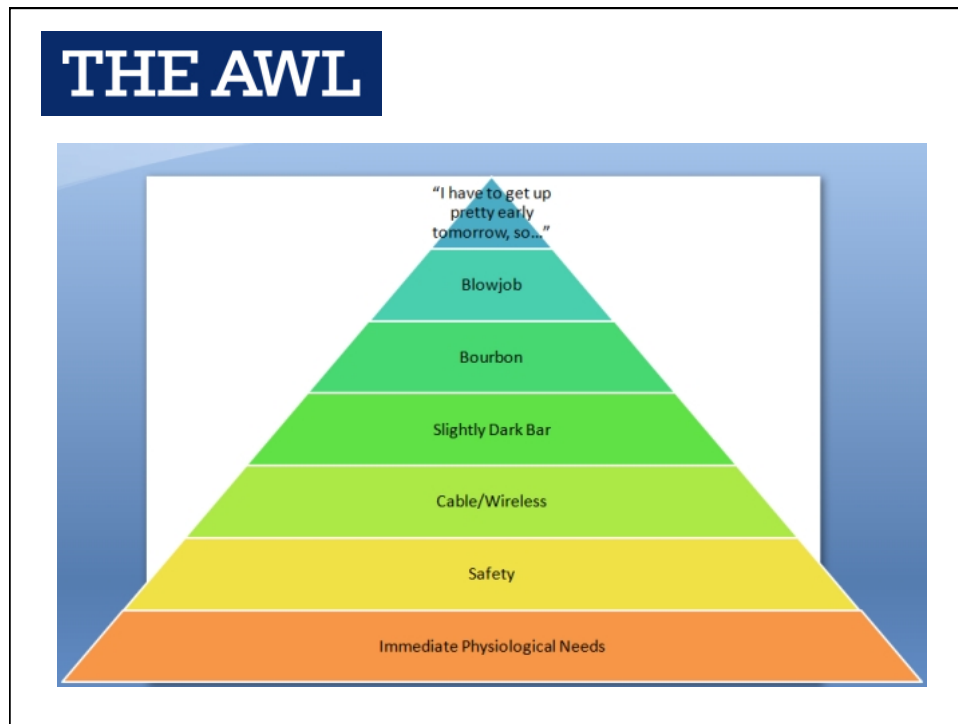 THE AWL
“I have to get up
pretty early
tomorrow, so…”
Blowjob
Bourbon
Slightly Dark Bar
Cable/Wireless
Safety
Immediate Physiological Needs